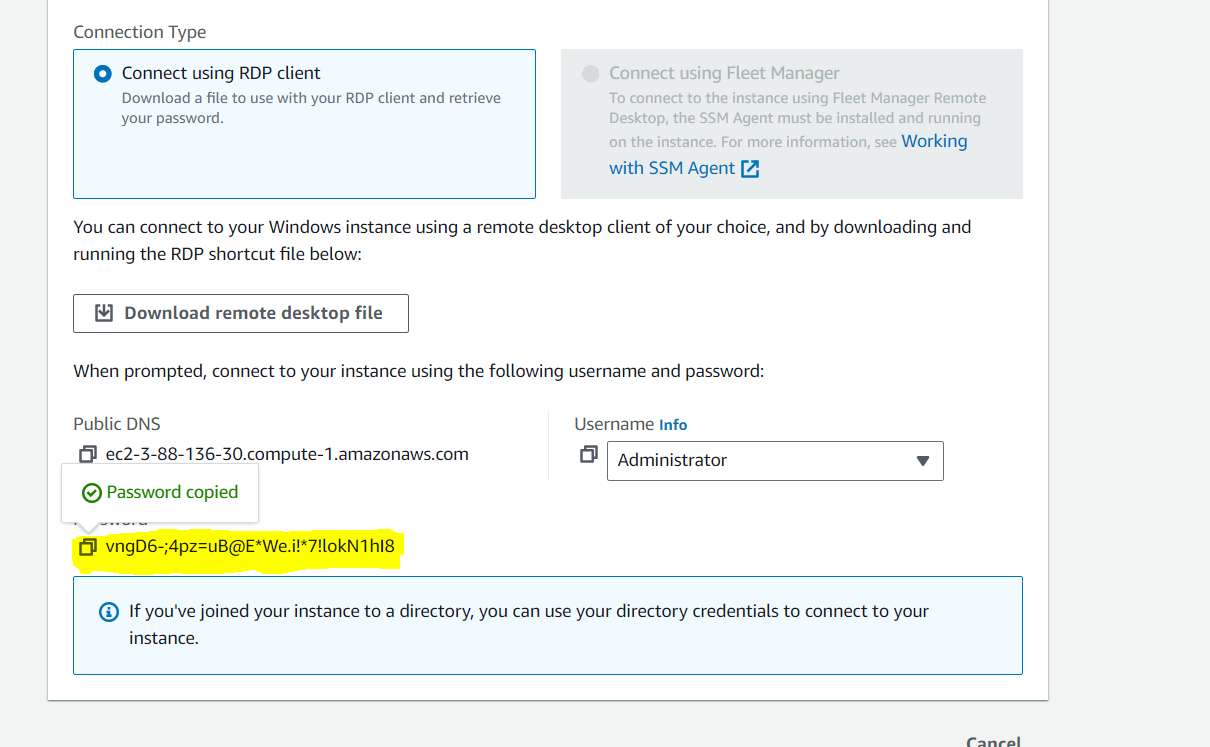 Connection Type
Connect using RDP client
Download a file to use with your RDP client and retrieve
your password.
Connect using Fleet Manager
To connect to the instance using Fleet Manager Remote
Desktop, the SSM Agent must be installed and running
on the instance. For more information, see Working
with SSM Agent
You can connect to your Windows instance using a remote desktop client of your choice, and by downloading and
running the RDP shortcut file below:
Download remote desktop file
When prompted, connect to your instance using the following username and password:
Public DNS
ec2-3-88-136-30.compute-1.amazonaws.com
Username Info
Administrator
Password copied
Password
vngD6-;4pz=uB@E*We.i!*7!lokN1hI8
If you've joined your instance to a directory, you can use your directory credentials to connect to your
instance.
Cancel